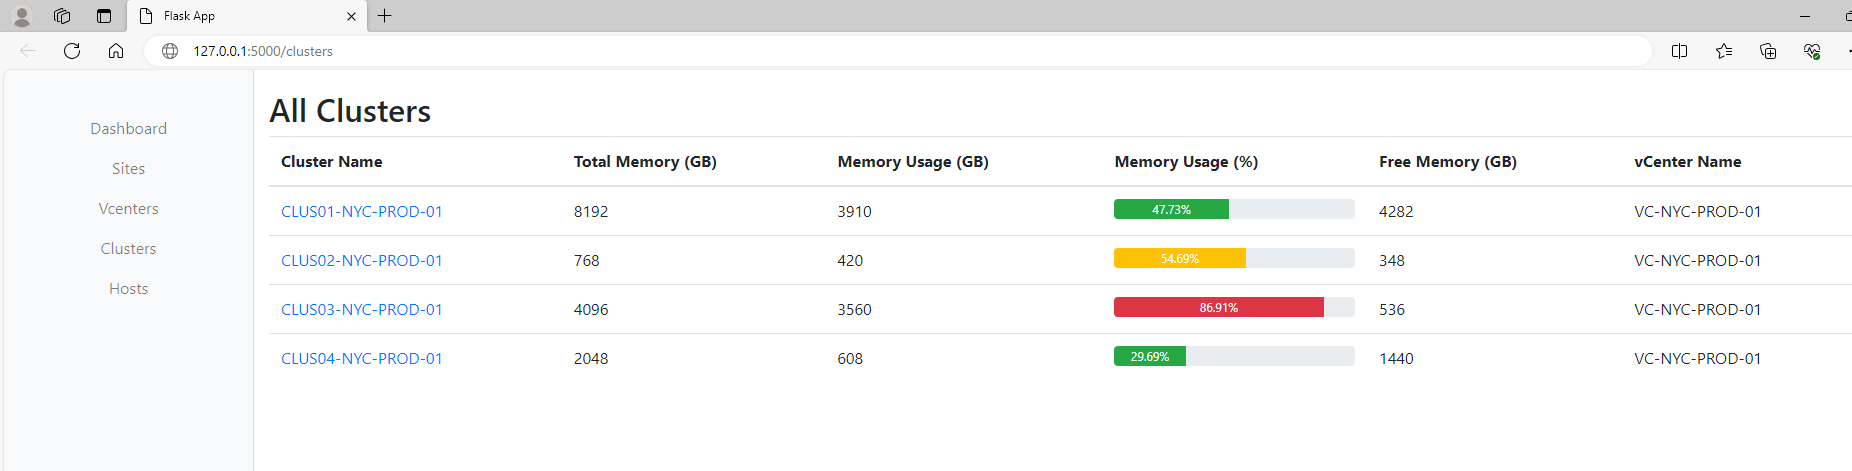 Flask App
127.0.0.1:5000/clusters
Dashboard
Sites
Vcenters
Clusters
Hosts
All Clusters
Cluster Name Total Memory (GB) Memory Usage (GB) Memory Usage (%) Free Memory (GB) vCenter Name
CLUS01-NYC-PROD-01 8192 3910 47.73% 4282 VC-NYC-PROD-01
CLUS02-NYC-PROD-01 768 420 54.69% 348 VC-NYC-PROD-01
CLUS03-NYC-PROD-01 4096 3560 86.91% 536 VC-NYC-PROD-01
CLUS04-NYC-PROD-01 2048 608 29.69% 1440 VC-NYC-PROD-01